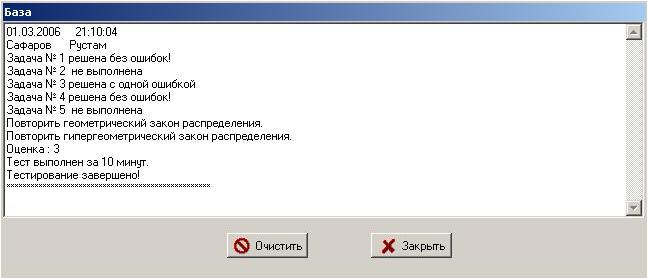 База
01.03.2006 21:10:04
Сафаров Рустам
Задача № 1 решена без ошибок!
Задача № 2 не выполнена
Задача № 3 решена с одной ошибкой
Задача № 4 решена без ошибок!
Задача № 5 не выполнена
Повторить геометрический закон распределения.
Повторить гипергеометрический закон распределения.
Оценка : 3
Тест выполнен за 10 минут.
Тестирование завершено!
Очистить
Закрыть